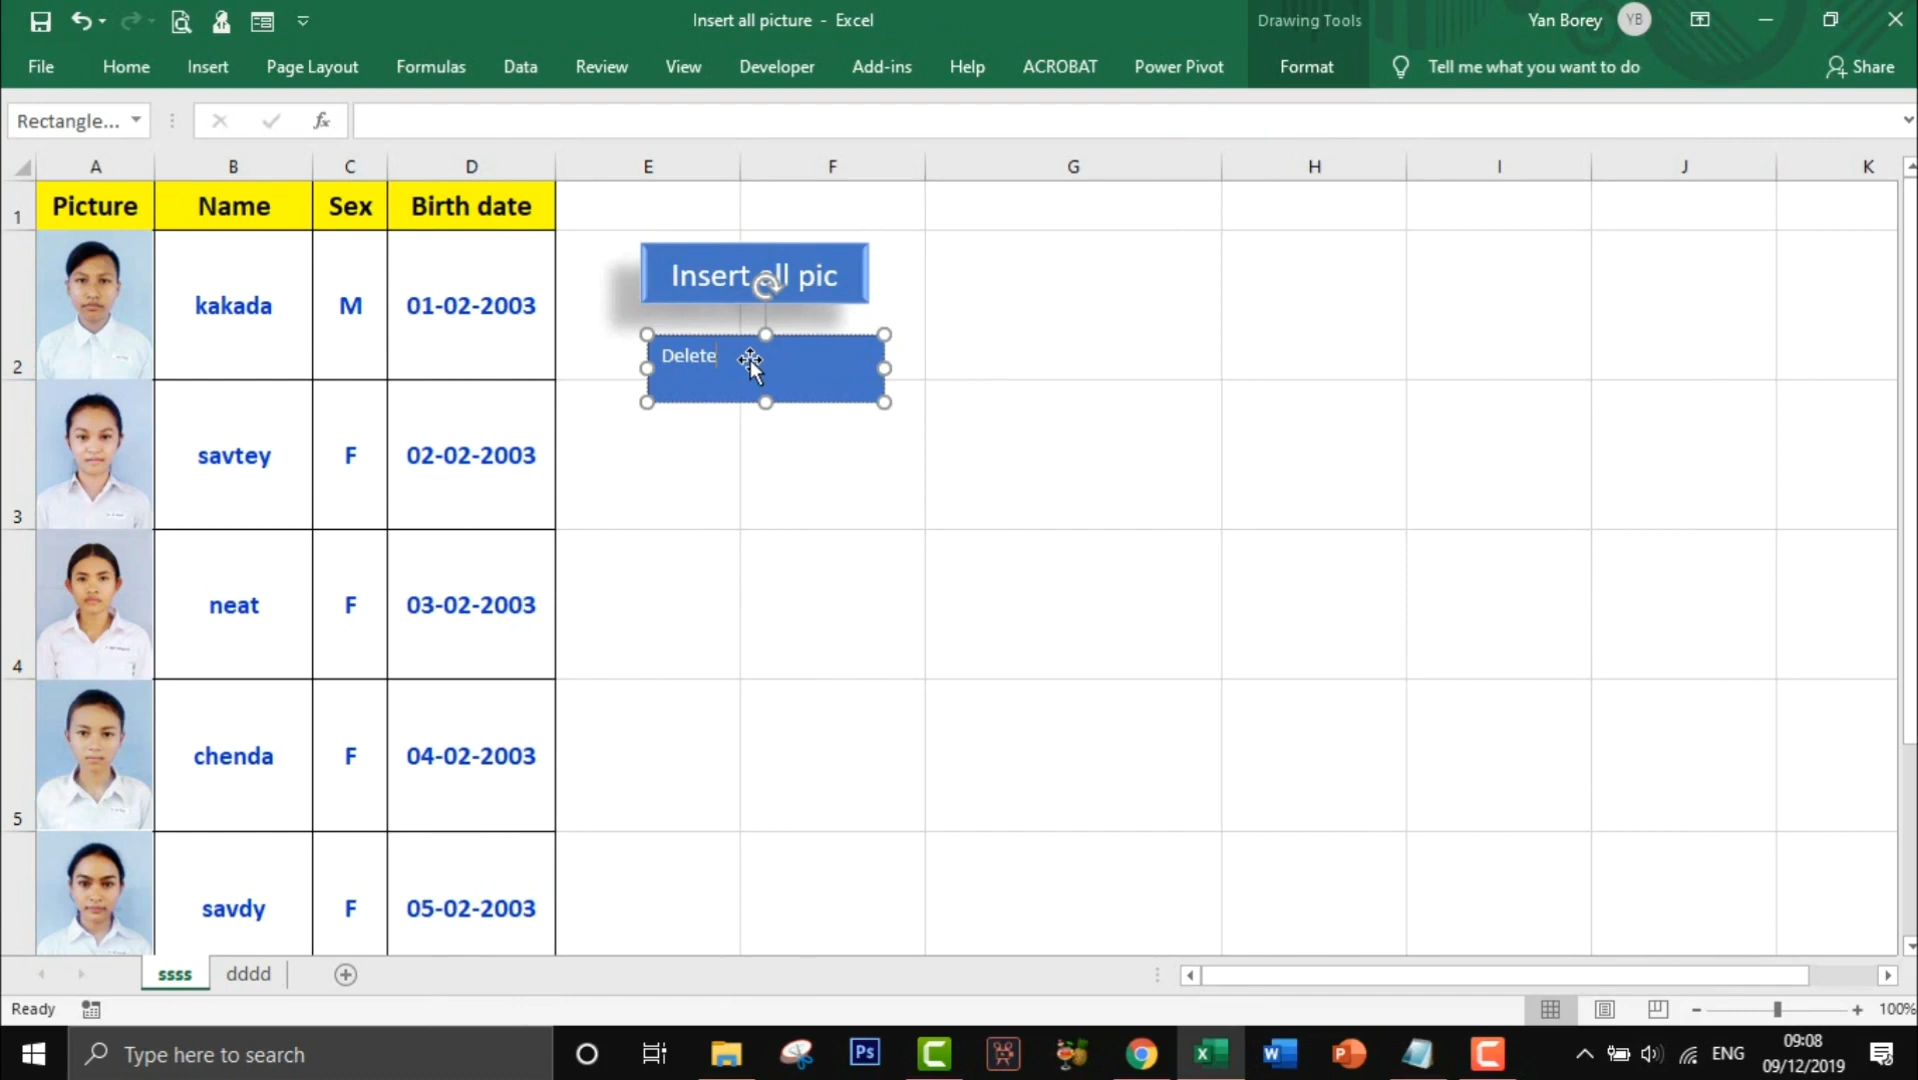 Insert all picture - Excel
Drawing Tools
Yan Borey
YB
File Home Insert Page Layout Formulas Data Review View Developer Add-ins Help ACROBAT Power Pivot Format Tell me what you want to do Share
Rectangle... fx
A B C D E F G H I J K
1 Picture Name Sex Birth date
Insert all pic
2 kakada M 01-02-2003
Delete
3 savtey F 02-02-2003
4 neat F 03-02-2003
5 chenda F 04-02-2003
savdy F 05-02-2003
ssss dddd
Ready 100%
Type here to search
Ps
ENG
09:08
09/12/2019